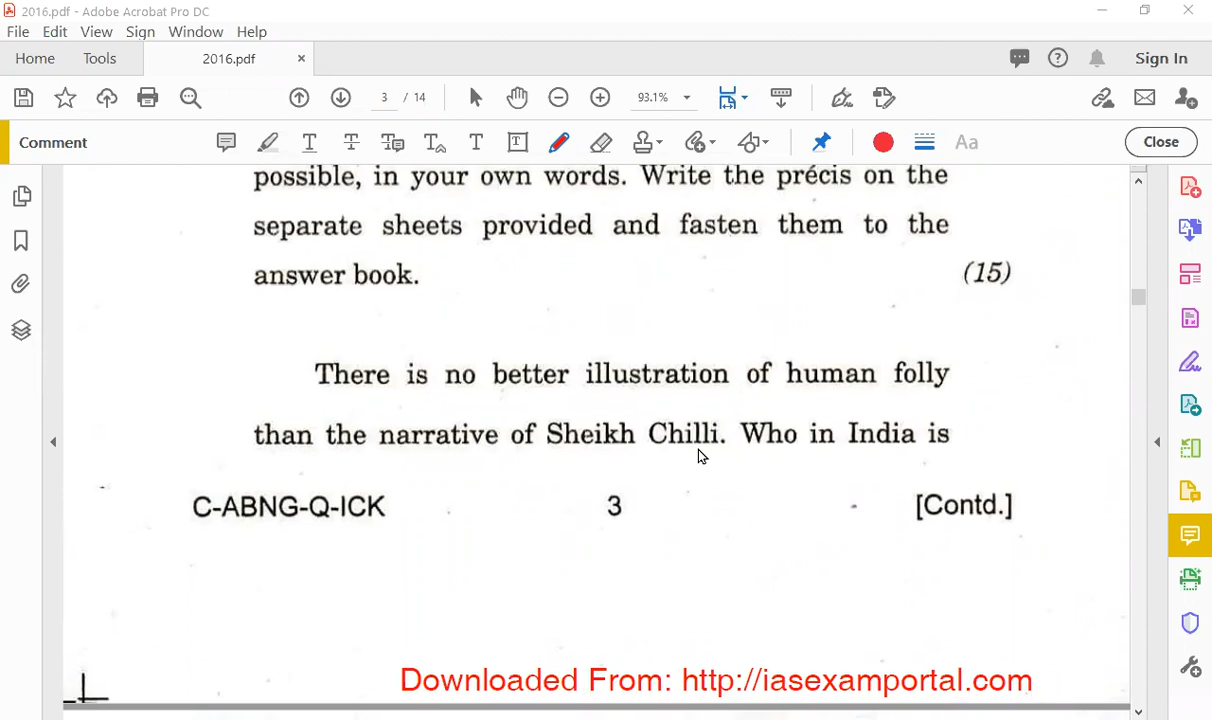 2016.pdf - Adobe Acrobat Pro DC
File Edit View Sign Window Help
Home Tools 2016.pdf × Sign In
3 / 14 93.1%
Comment T T T T T Aa Close
possible, in your own words. Write the précis on the
separate sheets provided and fasten them to the
answer book. (15)
There is no better illustration of human folly
than the narrative of Sheikh Chilli. Who in India is
C-ABNG-Q-ICK 3 [Contd.]
Downloaded From: http://iasexamportal.com